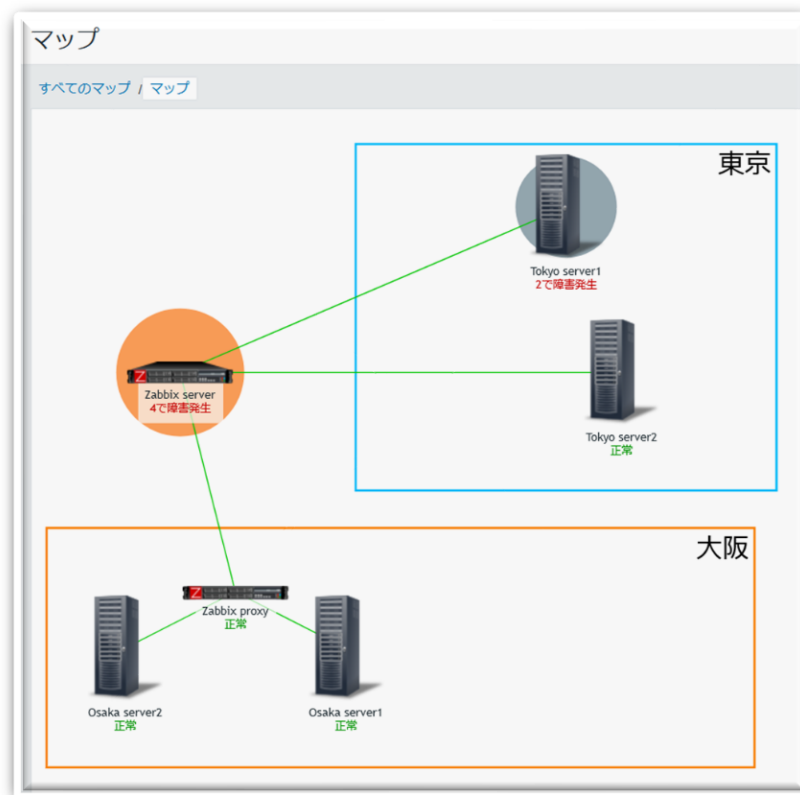 マップ
すべてのマップ / マップ
東京
Tokyo server1
2で障害発生
Z
Zabbix server
4で障害発生
Tokyo server2
正常
大阪
Z
Zabbix proxy
正常
Osaka server2
正常
Osaka server1
正常